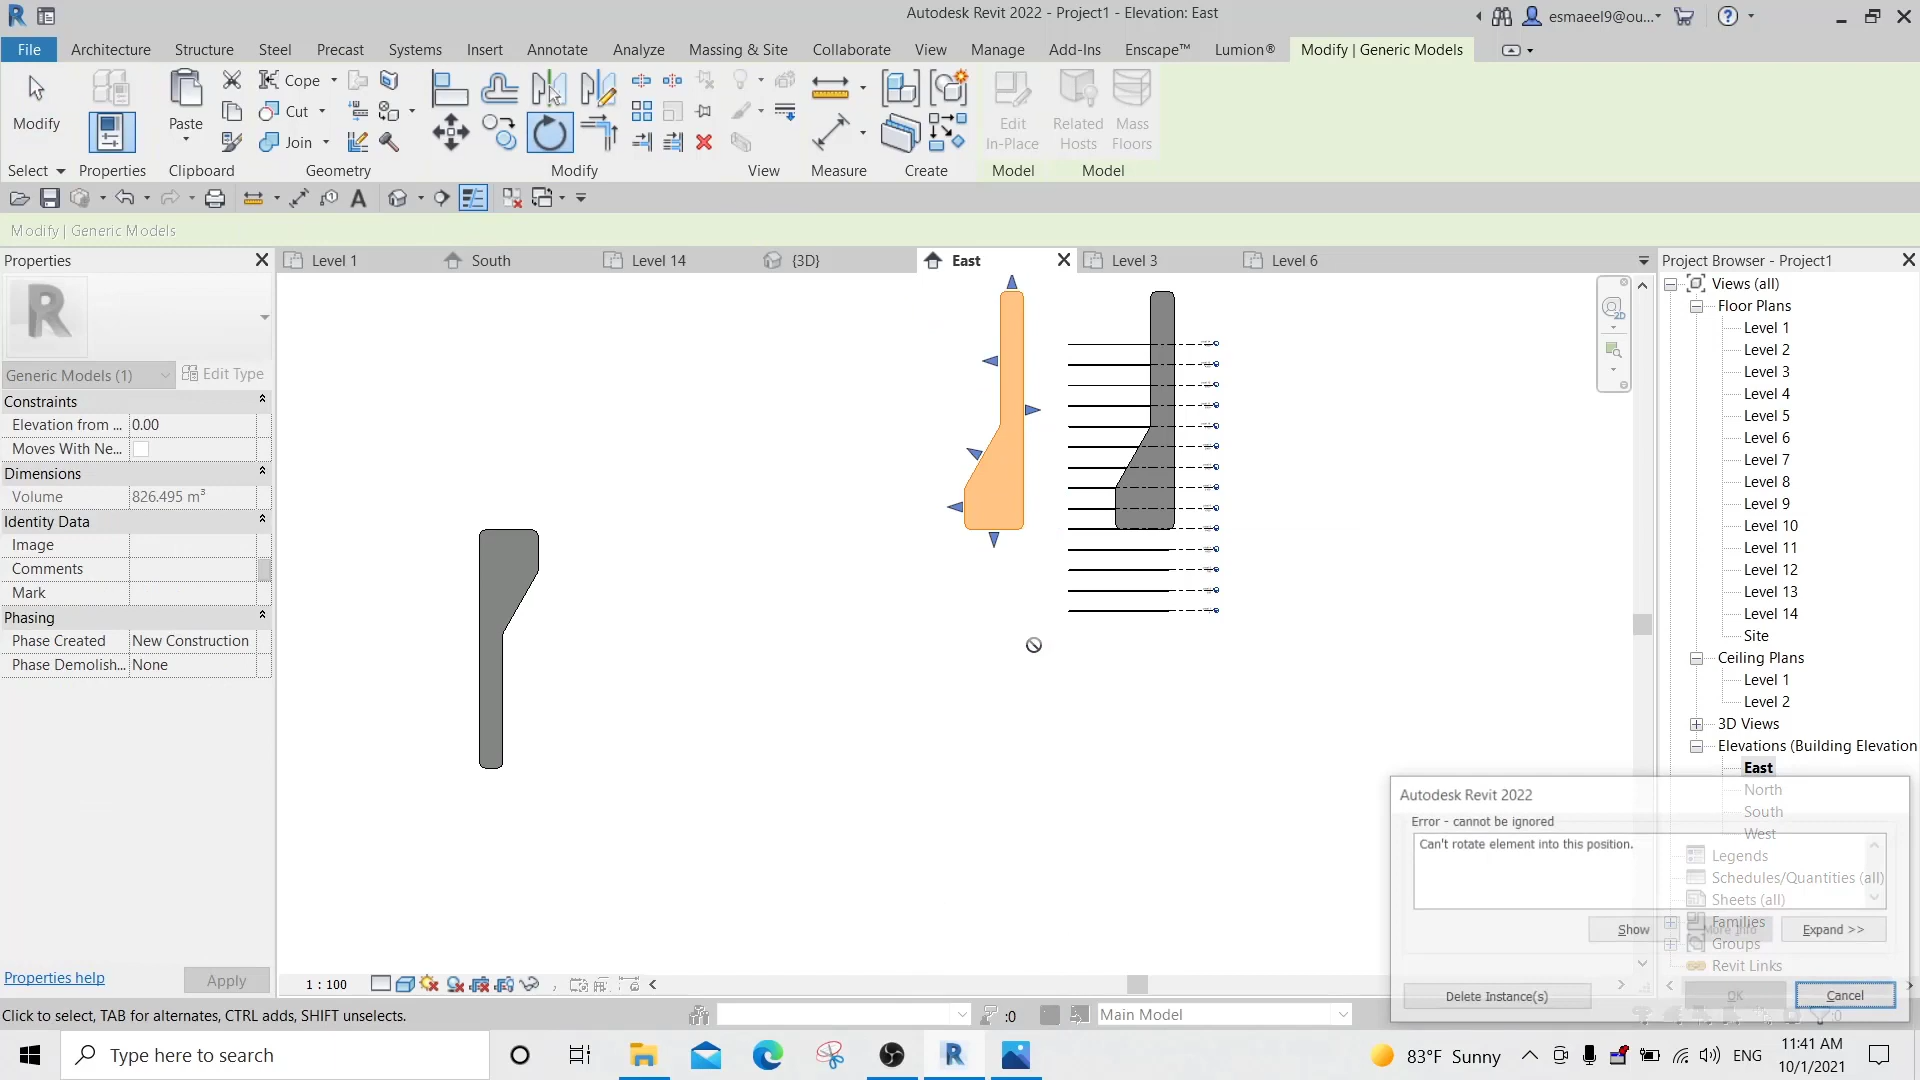 Autodesk Revit 2022 - Project1 - Elevation: East
esmaeel9@ou...
File Architecture Structure Steel Precast Systems Insert Annotate Analyze Massing & Site Collaborate View Manage Add-Ins Enscape™ Lumion® Modify | Generic Models
Modify
Paste
Cope
Cut
Join
Edit
In-Place
Related
Hosts
Mass
Floors
Select Properties Clipboard Geometry Modify View Measure Create Model Model
Modify | Generic Models
Properties
Level 1 South Level 14 {3D} East Level 3 Level 6
Project Browser - Project1
Generic Models (1) Edit Type
Constraints
Elevation from ... 0.00
Moves With Ne...
Dimensions
Volume 826.495 m³
Identity Data
Image
Comments
Mark
Phasing
Phase Created New Construction
Phase Demolish... None
Properties help Apply
2D
Views (all)
Floor Plans
Level 1
Level 2
Level 3
Level 4
Level 5
Level 6
Level 7
Level 8
Level 9
Level 10
Level 11
Level 12
Level 13
Level 14
Site
Ceiling Plans
Level 1
Level 2
3D Views
Elevations (Building Elevation
East
North
South
West
Legends
Schedules/Quantities (all)
Sheets (all)
Families
Groups
Revit Links
Autodesk Revit 2022
Error - cannot be ignored
Can't rotate element into this position.
Show More Info Expand >>
Delete Instance(s) OK Cancel
1 : 100
Click to select, TAB for alternates, CTRL adds, SHIFT unselects.
:0
Main Model
:0
Type here to search
83°F Sunny
ENG
11:41 AM
10/1/2021